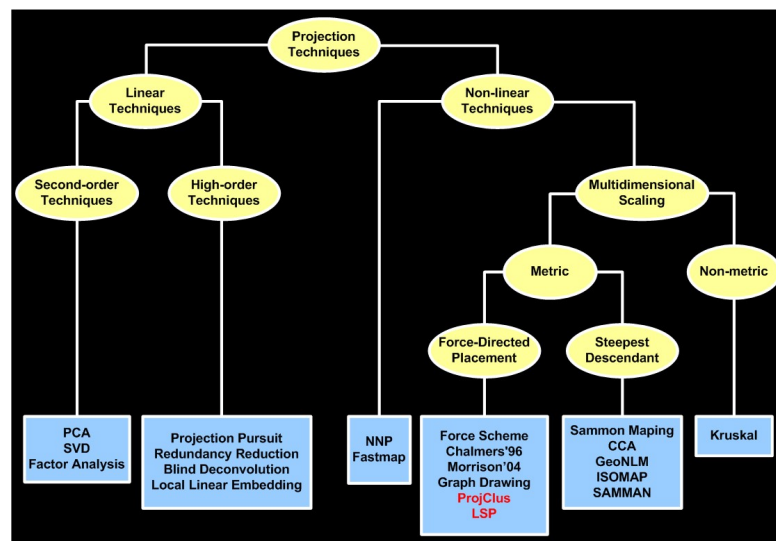 Projection
Techniques
Linear
Techniques
Non-linear
Techniques
Second-order
Techniques
High-order
Techniques
Multidimensional
Scaling
Metric
Non-metric
Force-Directed
Placement
Steepest
Descendant
PCA
SVD
Factor Analysis
Projection Pursuit
Redundancy Reduction
Blind Deconvolution
Local Linear Embedding
NNP
Fastmap
Force Scheme
Chalmers'96
Morrison'04
Graph Drawing
ProjClus
LSP
Sammon Maping
CCA
GeoNLM
ISOMAP
SAMMAN
Kruskal